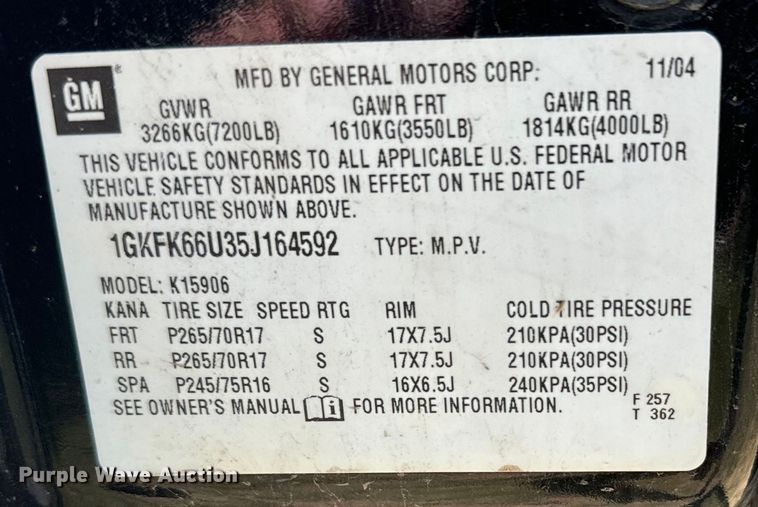 GM ® MFD BY GENERAL MOTORS CORP: 11/04
GVWR GAWR FRT GAWR RR
3266KG(7200LB) 1610KG(3550LB) 1814KG(4000LB)
THIS VEHICLE CONFORMS TO ALL APPLICABLE U.S. FEDERAL MOTOR
VEHICLE SAFETY STANDARDS IN EFFECT ON THE DATE OF
MANUFACTURE SHOWN ABOVE.
1GKFK66U35J164592 TYPE: M.P.V.
MODEL: K15906
KANA TIRE SIZE SPEED RTG RIM COLD TIRE PRESSURE
FRT P265/70R17 S 17X7.5J 210KPA(30PSI)
RR P265/70R17 S 17X7.5J 210KPA(30PSI)
SPA P245/75R16 S 16X6.5J 240KPA(35PSI)
SEE OWNER'S MANUAL i FOR MORE INFORMATION.
F 257
T 362
Purple Wave Auction